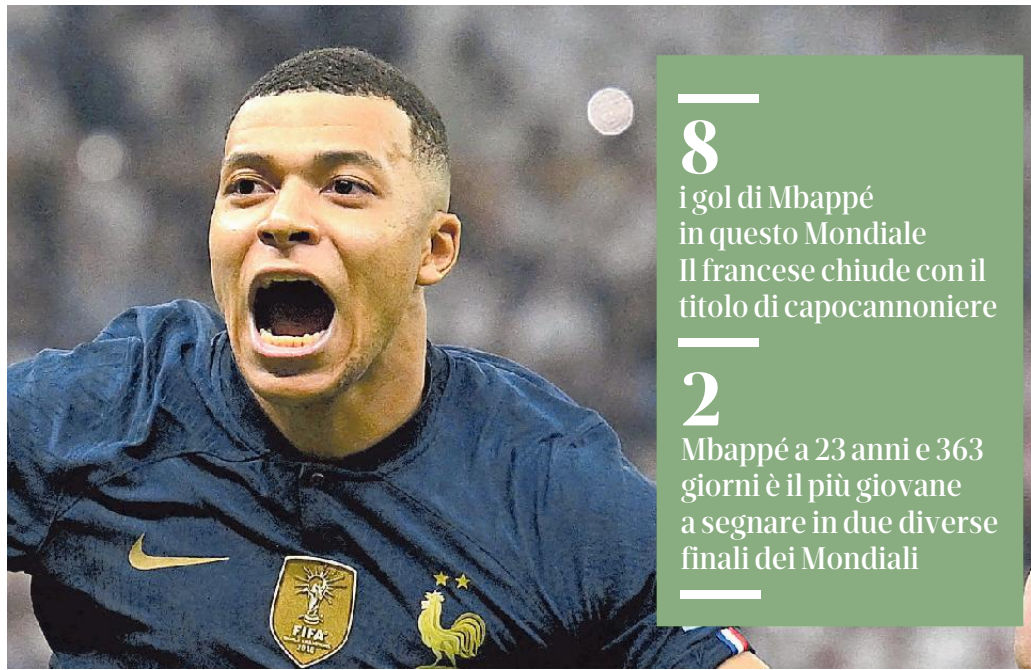 8
i gol di Mbappé
in questo Mondiale
Il francese chiude con il
titolo di capocannoniere
2
Mbappé a 23 anni e 363
giorni è il più giovane
a segnare in due diverse
finali dei Mondiali
FIFA
2018